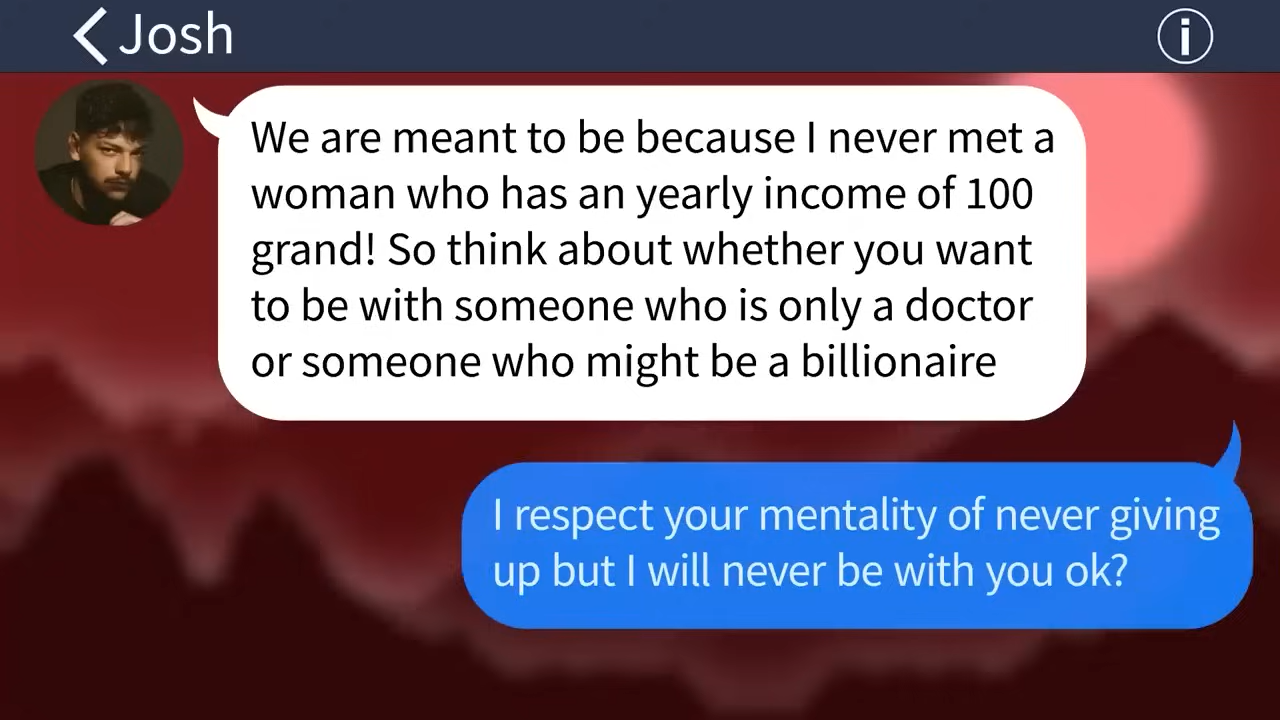 Josh
We are meant to be because I never met a
woman who has an yearly income of 100
grand! So think about whether you want
to be with someone who is only a doctor
or someone who might be a billionaire
I respect your mentality of never giving
up but I will never be with you ok?